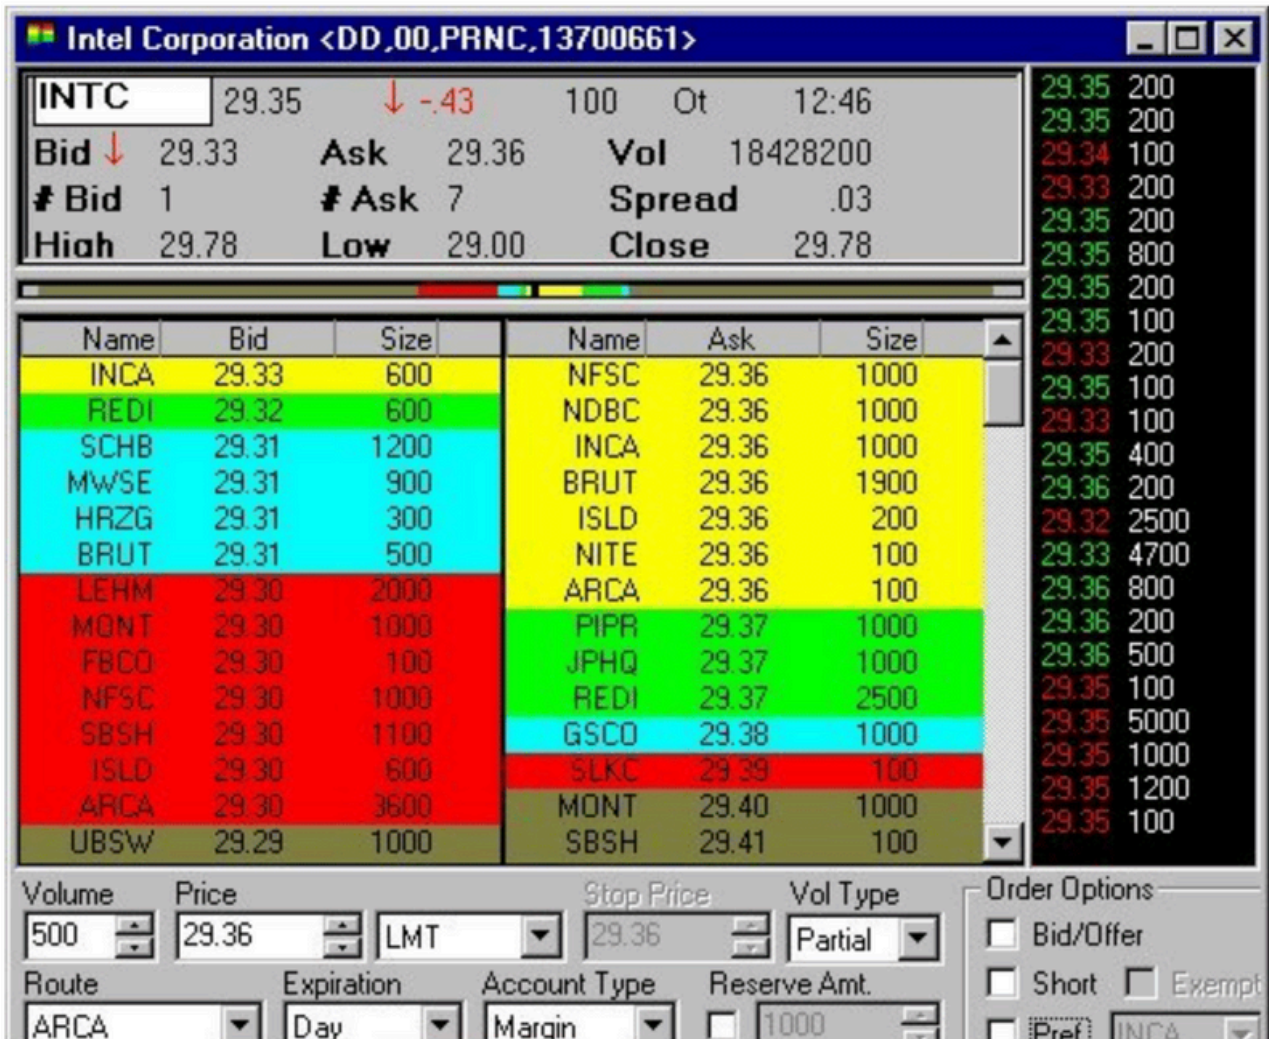 Intel Corporation <DD,00,PRNC,13700661>
INTC 29.35 ↓ -.43 100 Ot 12:46
Bid ↓ 29.33 Ask 29.36 Vol 18428200
# Bid 1 # Ask 7 Spread .03
High 29.78 Low 29.00 Close 29.78
Name Bid Size Name Ask Size
INCA 29.33 600 NFSC 29.36 1000
REDI 29.32 600 NDBC 29.36 1000
SCHB 29.31 1200 INCA 29.36 1000
MWSE 29.31 900 BRUT 29.36 1900
HRZG 29.31 300 ISLD 29.36 200
BRUT 29.31 500 NITE 29.36 100
LEHM 29.30 2000 ARCA 29.36 100
MONT 29.30 1000 PIPR 29.37 1000
FBCO 29.30 100 JPHQ 29.37 1000
NFSC 29.30 1000 REDI 29.37 2500
SBSH 29.30 1100 GSCO 29.38 1000
ISLD 29.30 600 SLKC 29.39 100
ARCA 29.30 3600 MONT 29.40 1000
UBSW 29.29 1000 SBSH 29.41 100
29.35 200
29.35 200
29.34 100
29.33 200
29.35 200
29.35 800
29.35 200
29.35 100
29.33 200
29.35 100
29.33 100
29.35 400
29.36 200
29.32 2500
29.33 4700
29.36 800
29.36 200
29.36 500
29.35 100
29.35 5000
29.35 1000
29.35 1200
29.35 100
Volume Price Stop Price Vol Type
500 29.36 LMT 29.36 Partial
Route Expiration Account Type Reserve Amt.
ARCA Day Margin 1000
Order Options
Bid/Offer
Short Exempt
Pref INCA